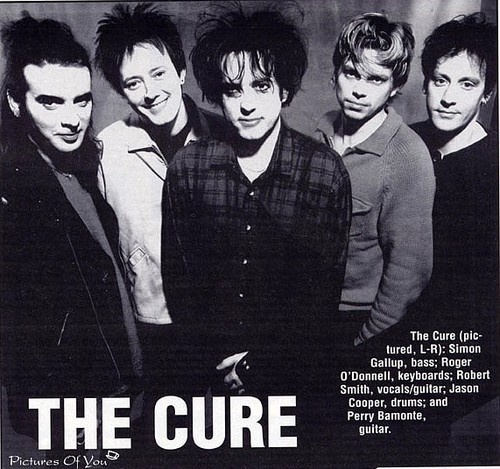 The Cure (pic-
tured, L-R): Simon
Gallup, bass; Roger
O'Donnell, keyboards; Robert
Smith, vocals/guitar; Jason
Cooper, drums; and
Perry Bamonte,
guitar.
THE CURE
Pictures Of You